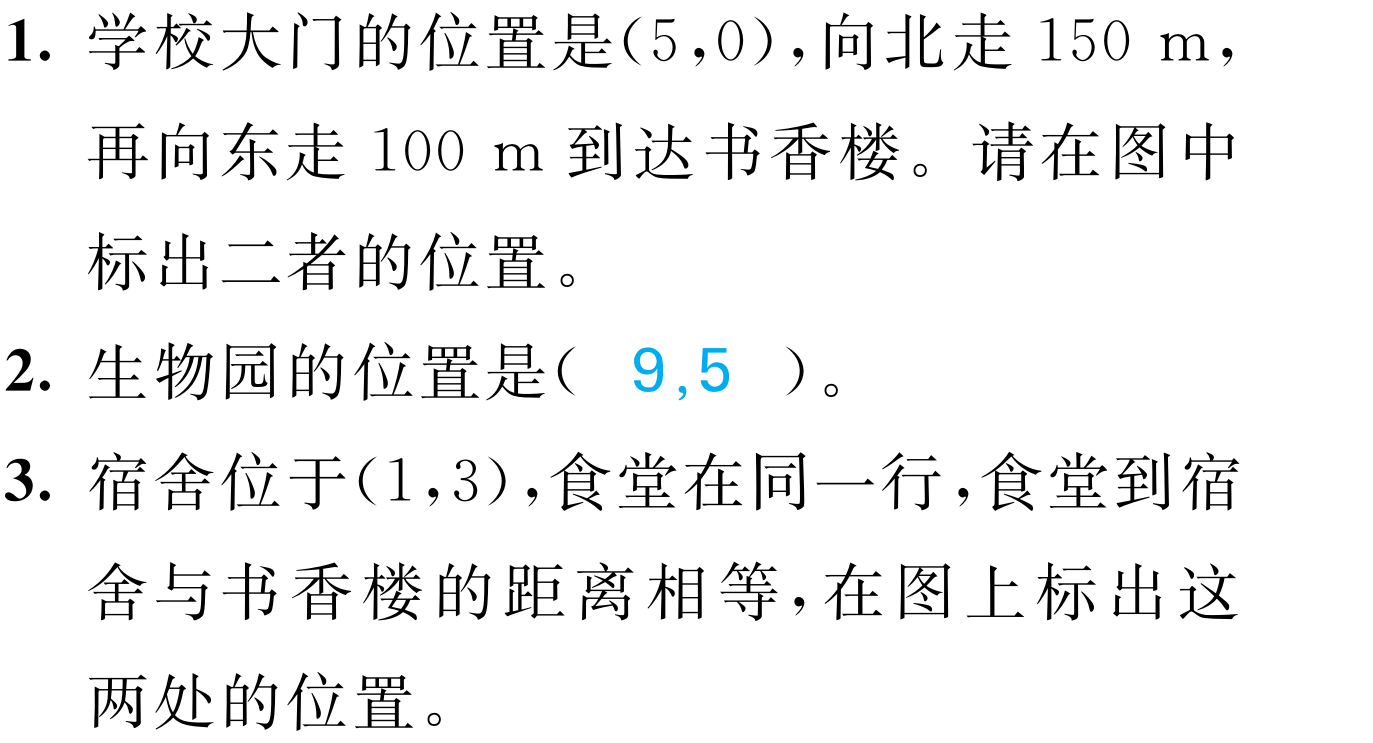 1. 学校大门的位置是(5,0),向北走 150 m,
再向东走 100 m 到达书香楼。请在图中
标出二者的位置。
2. 生物园的位置是( 9,5 )。
3. 宿舍位于(1,3),食堂在同一行,食堂到宿
舍与书香楼的距离相等,在图上标出这
两处的位置。